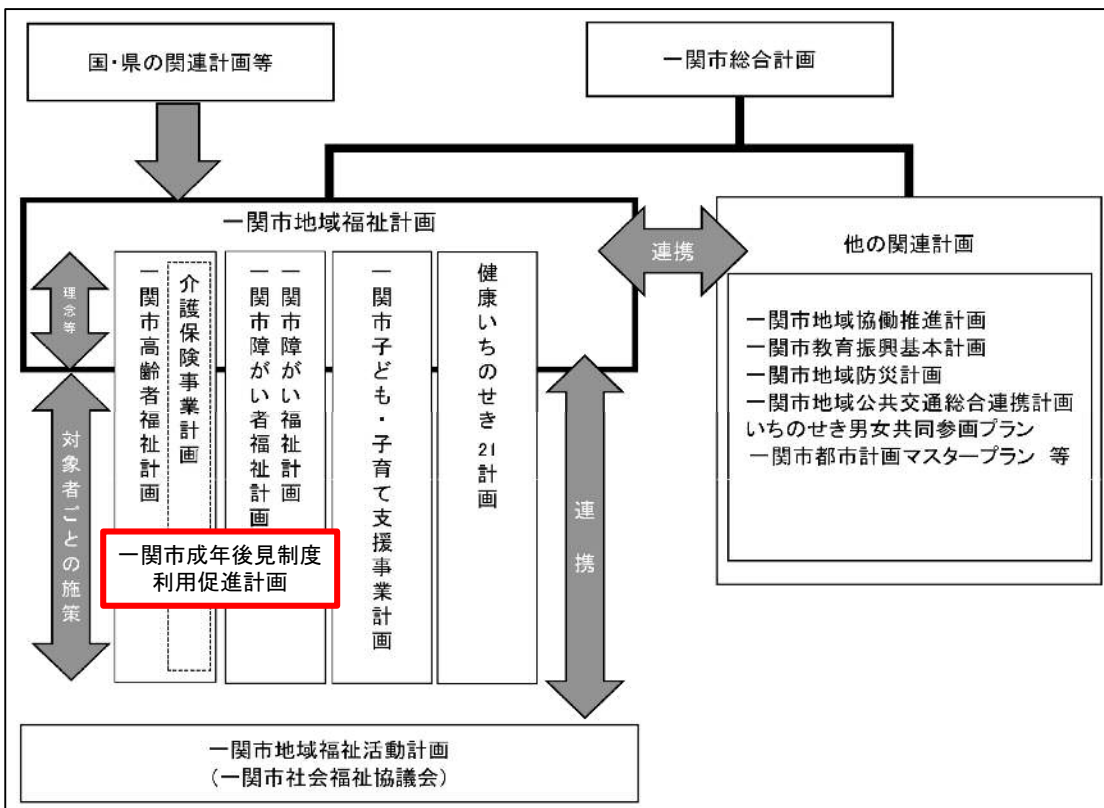 国・県の関連計画等
一関市総合計画
一関市地域福祉計画
連携
他の関連計画
理念等
対象者ごとの施策
一関市高齢者福祉計画
介護保険事業計画
一関市障がい者福祉計画
一関市障がい福祉計画
一関市子ども・子育て支援事業計画
健康いちのせき21計画
一関市成年後見制度
利用促進計画
連携
一関市地域協働推進計画
一関市教育振興基本計画
一関市地域防災計画
一関市地域公共交通総合連携計画
いちのせき男女共同参画プラン
一関市都市計画マスタープラン 等
一関市地域福祉活動計画
（一関市社会福祉協議会）